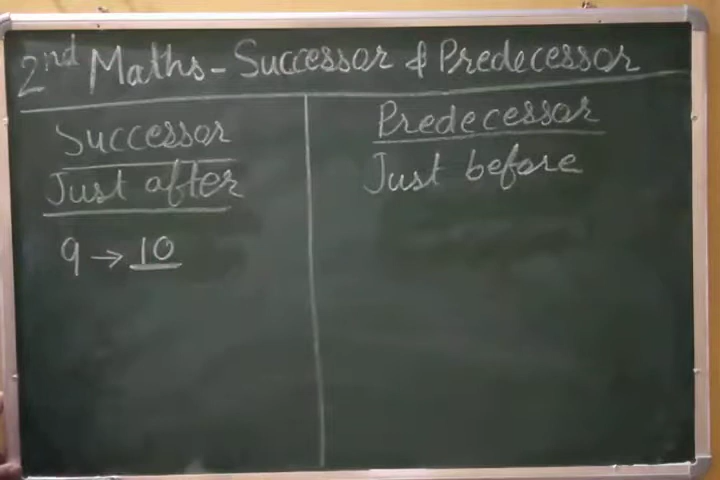 2nd Maths - Successor & Predecessor
Successor
Just after
9 → 10
Predecessor
Just before